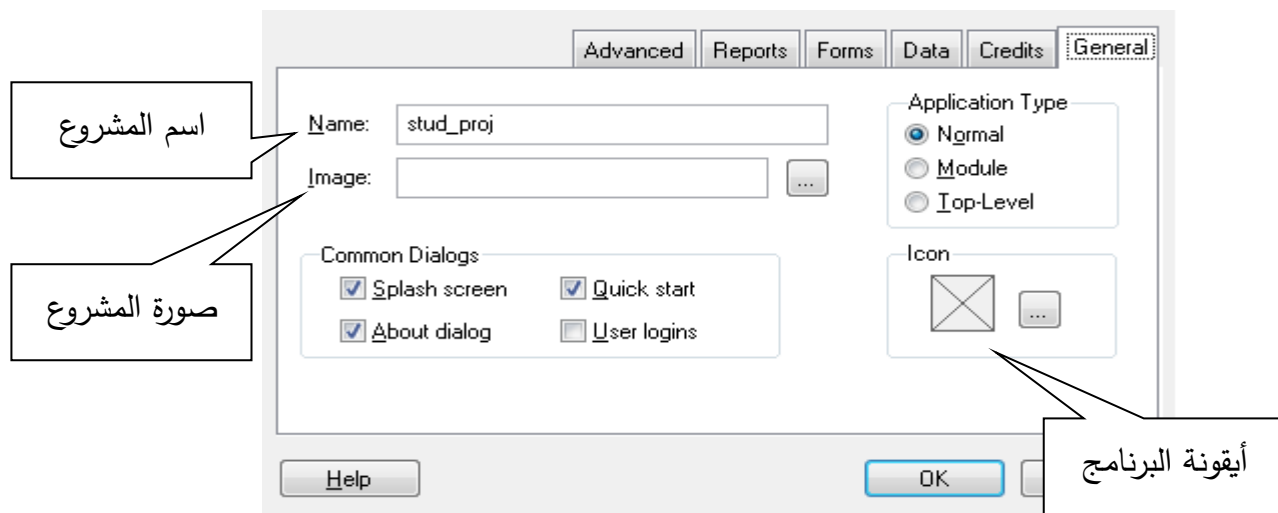 Advanced Reports Forms Data Credits General
اسم المشروع
Name: stud_proj
Image: ...
صورة المشروع
Application Type
Normal
Module
Top-Level
Common Dialogs
Splash screen Quick start
About dialog User logins
Icon
...
أيقونة البرنامج
Help OK